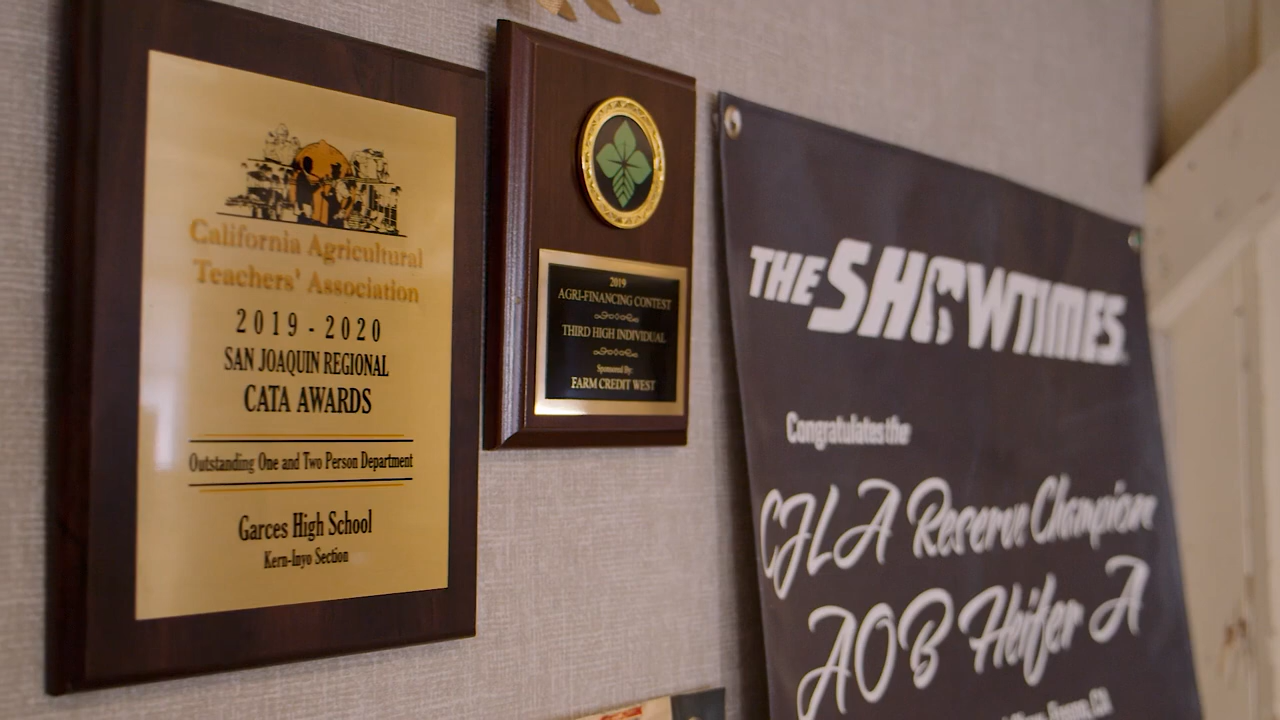 California Agricultural
Teachers' Association
2019-2020
SAN JOAQUIN REGIONAL
CATA AWARDS
Outstanding One and Two Person Department
Garces High School
Kern-Inyo Section
2019
AGRI-FINANCING CONTEST
THIRD HIGH INDIVIDUAL
Sponsored By:
FARM CREDIT WEST
THE SHOWTIMES
Congratulates the
CJLA Reserve Champion
AOB Heifer A
CA